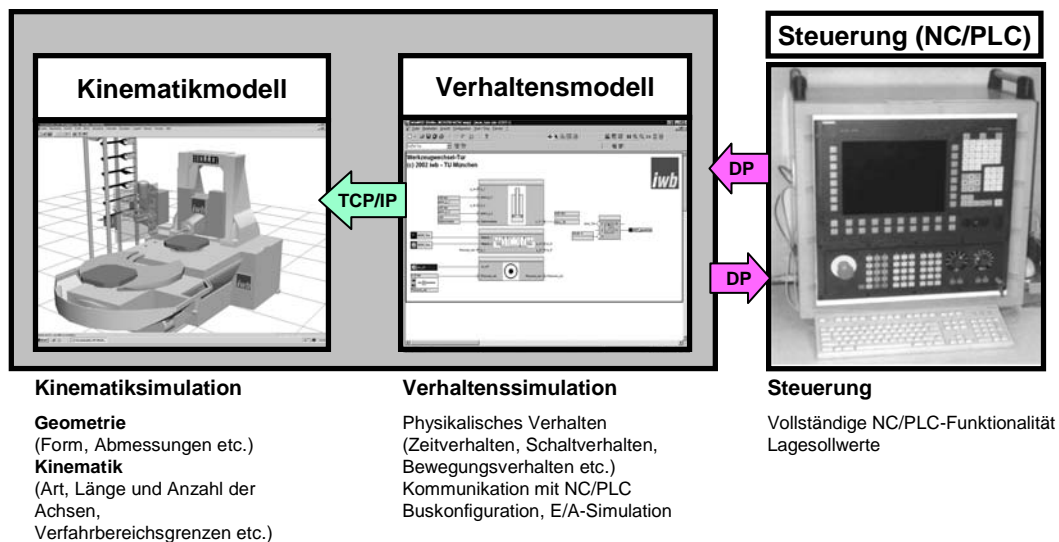 Steuerung (NC/PLC)
Kinematikmodell
Verhaltensmodell
Werkzeugwechsel-Tür
(c) 2002 iwb – TU München
iwb
HELLER
iwb
iwb
TCP/IP
DP
DP
Kinematiksimulation
Geometrie
(Form, Abmessungen etc.)
Kinematik
(Art, Länge und Anzahl der
Achsen,
Verfahrbereichsgrenzen etc.)
Verhaltenssimulation
Physikalisches Verhalten
(Zeitverhalten, Schaltverhalten,
Bewegungsverhalten etc.)
Kommunikation mit NC/PLC
Buskonfiguration, E/A-Simulation
Steuerung
Vollständige NC/PLC-Funktionalität
Lagesollwerte